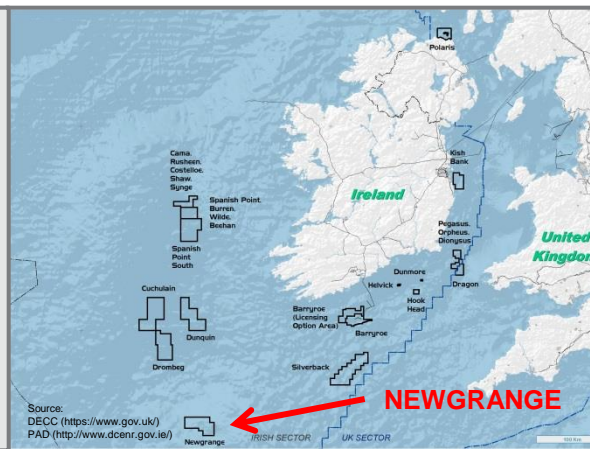 Polaris
Cama.
Rusheen.
Costelloe.
Shaw.
Synge
Kish
Bank
Spanish Point.
Burren.
Wilde.
Beehan
Ireland
Pegasus.
Orpheus.
Dionysus
United
Kingdom
Spanish
Point
South
Dunmore
Helvick
Dragon
Hook
Head
Cuchulain
Barryroe
(Licensing
Option Area)
Dunquin
Barryroe
Drombeg
Silverback
NEWGRANGE
Source:
DECC (https://www.gov.uk/)
PAD (http://www.dcenr.gov.ie/)
Newgrange
IRISH SECTOR
UK SECTOR